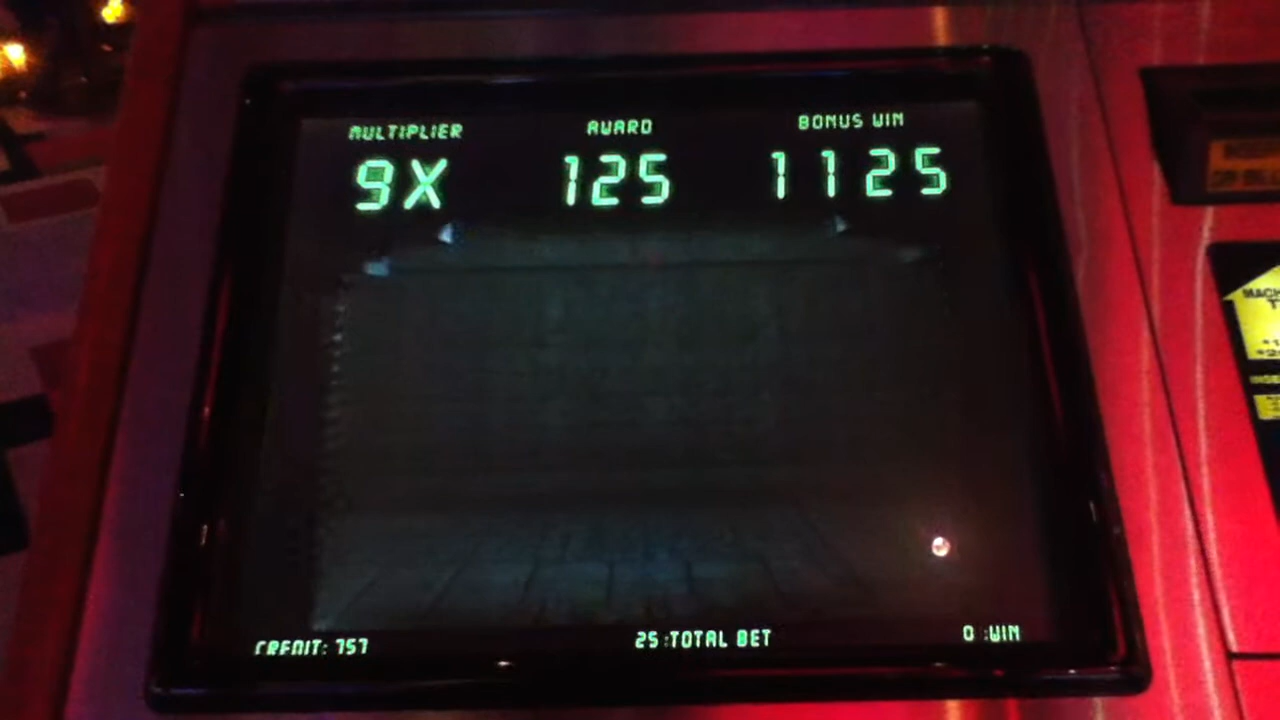 MULTIPLIER AWARD BONUS WIN
9X 125 1125
CREDIT: 757 25 :TOTAL BET 0 :WIN